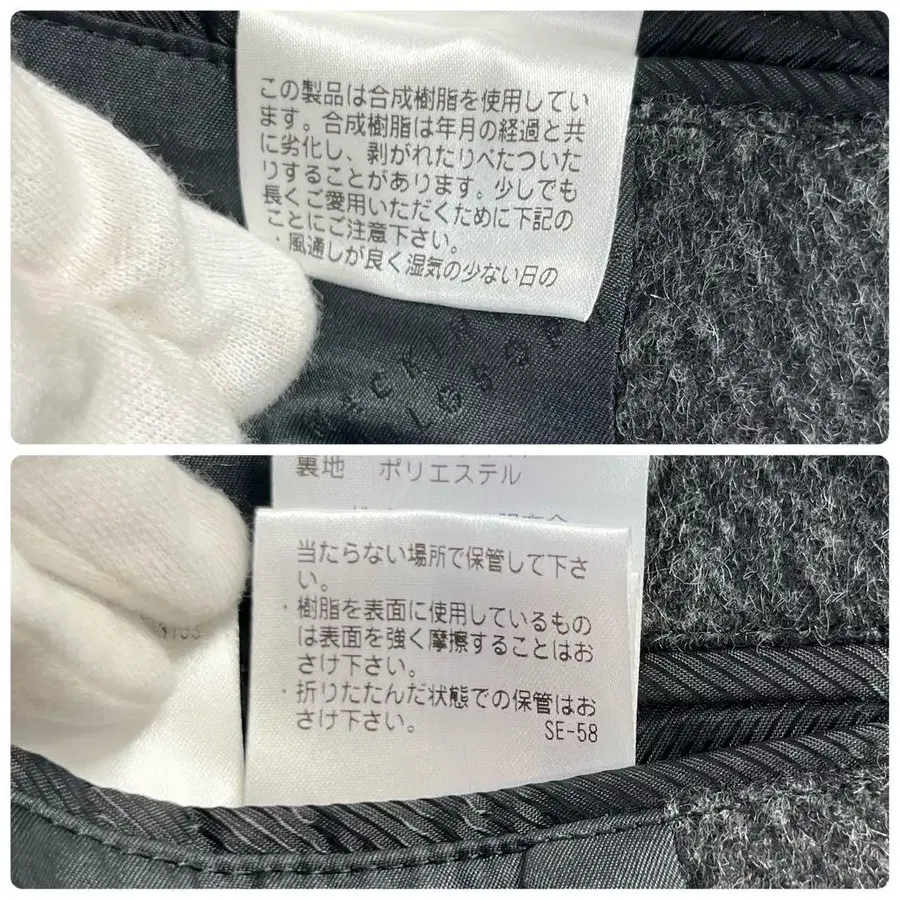 この製品は合成樹脂を使用してい
ます。合成樹脂は年月の経過と共
に劣化し、剥がれたりべたついた
りすることがあります。少しでも
長くご愛用いただくために下記の
ことにご注意下さい。
・風通しが良く湿気の少ない日の
裏地 ポリエステル
当たらない場所で保管して下さ
い。
・樹脂を表面に使用しているもの
は表面を強く摩擦することはお
さけ下さい。
・折りたたんだ状態での保管はお
さけ下さい。
SE-58